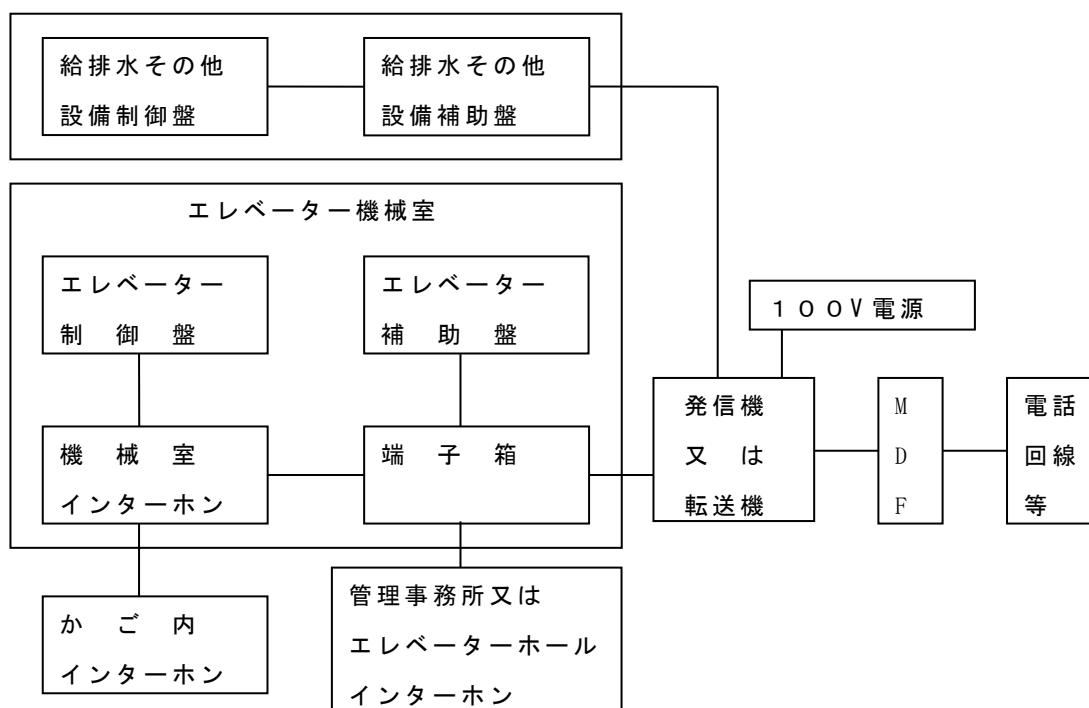 給排水その他
設備制御盤
給排水その他
設備補助盤
エレベーター機械室
エレベーター
制御盤
エレベーター
補助盤
１００V電源
機械室
インターホン
端子箱
発信機
又は
転送機
M
D
F
電話
回線
等
かご内
インターホン
管理事務所又は
エレベーターホール
インターホン